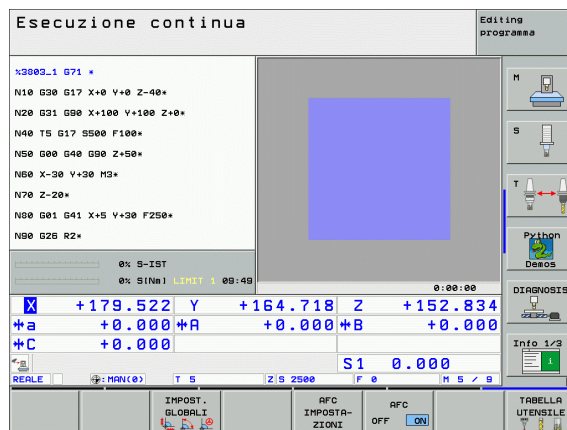 Esecuzione continua
Editing
programma
%3803_1 G71 *
N10 G30 G17 X+0 Y+0 Z-40*
N20 G31 G90 X+100 Y+100 Z+0*
N40 T5 G17 S500 F100*
N50 G00 G40 G90 Z+50*
N60 X-30 Y+30 M3*
N70 Z-20*
N80 G01 G41 X+5 Y+30 F250*
N90 G26 R2*
0% S-IST
0% S[Nm] LIMIT 1 09:49
0:00:00
X +179.522 Y +164.718 Z +152.834
a +0.000 A +0.000 B +0.000
C +0.000
S1 0.000
REALE : MAN(0) T 5 Z S 2500 F 0 M 5 / 9
M
S
T
Python
Demos
DIAGNOSIS
Info 1/3
i
IMPOST.
GLOBALI
AFC
IMPOSTA-
ZIONI
AFC
OFF ON
TABELLA
UTENSILE